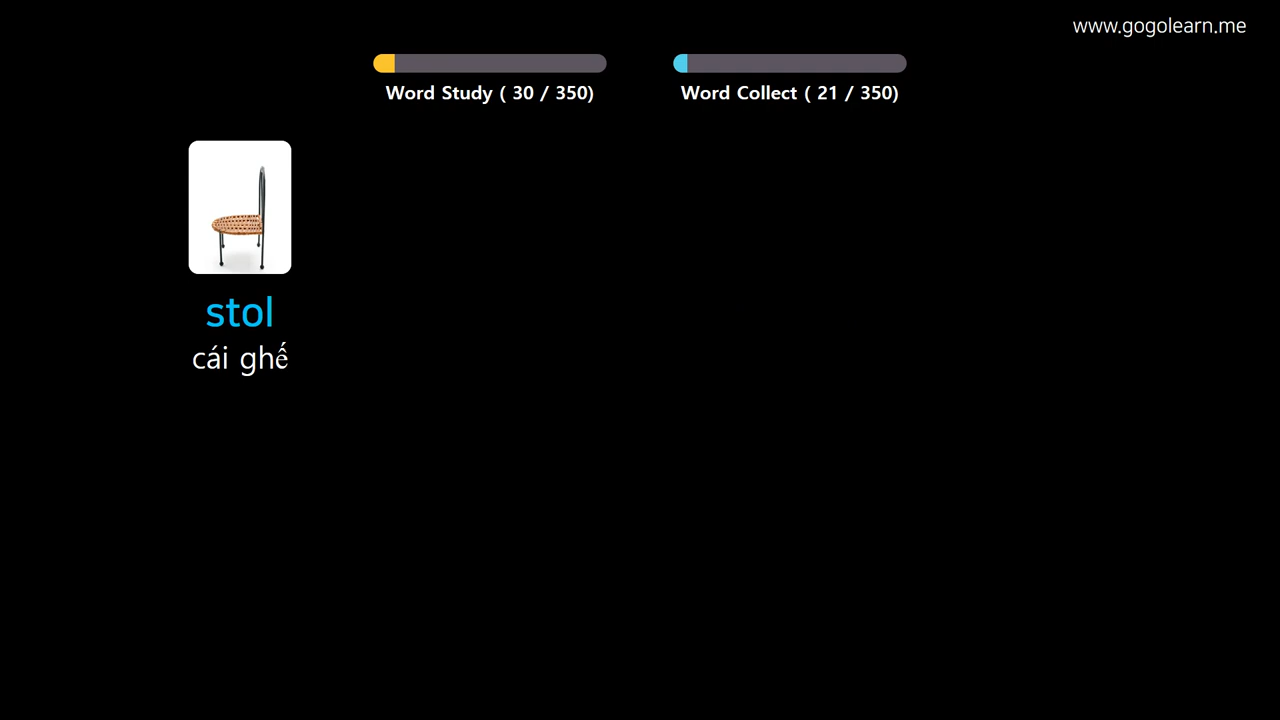 www.gogolearn.me
Word Study ( 30 / 350)
Word Collect ( 21 / 350)
stol
cái ghế